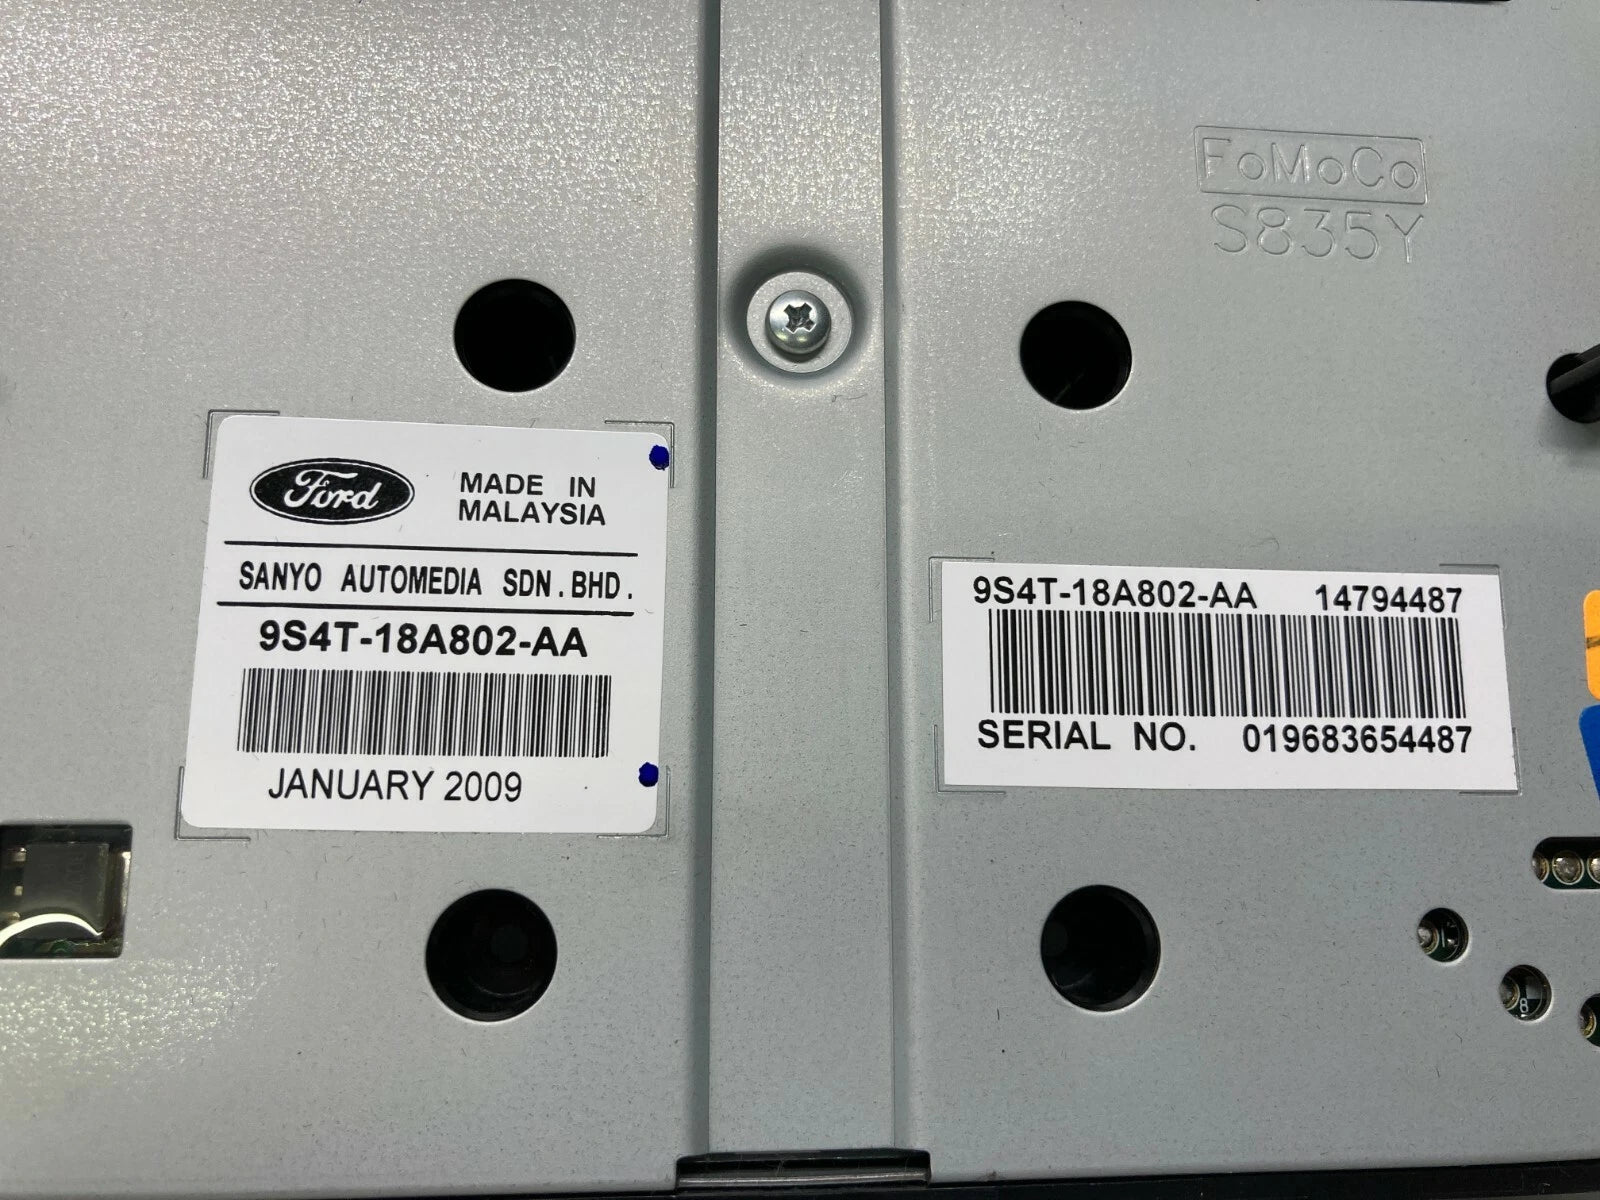 FoMoCo
S835Y
Ford
MADE IN
MALAYSIA
SANYO AUTOMEDIA SDN.BHD.
9S4T-18A802-AA
JANUARY 2009
9S4T-18A802-AA 14794487
SERIAL NO. 019683654487
8